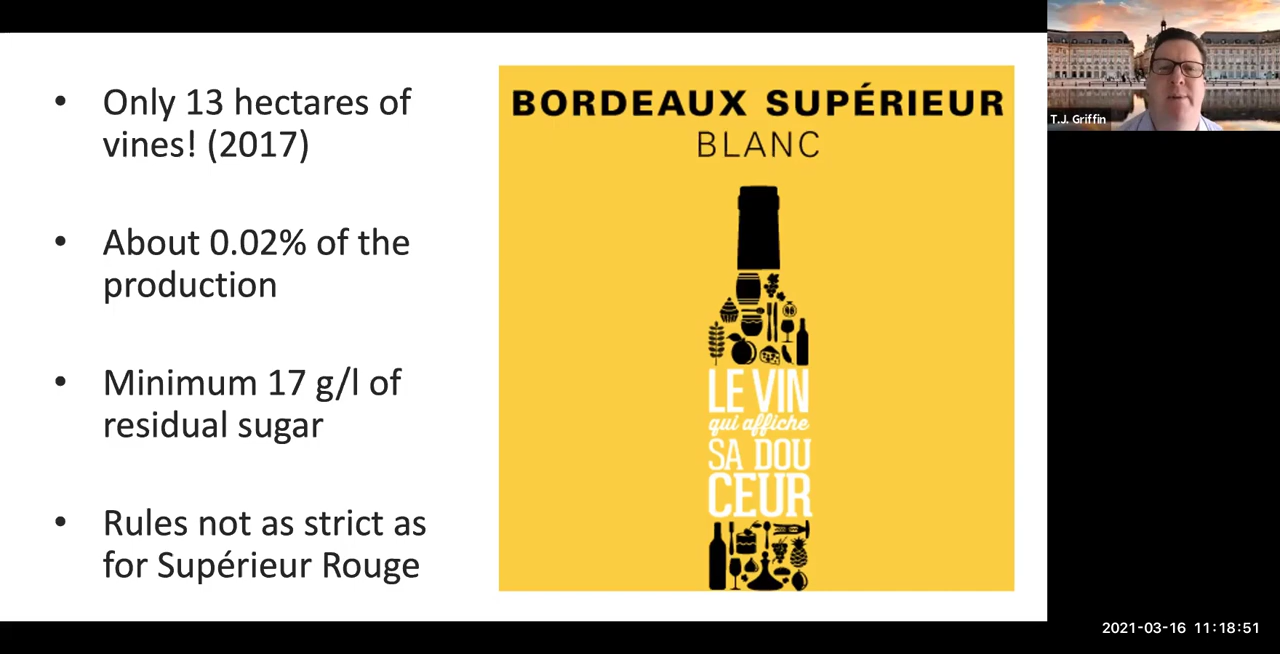 • Only 13 hectares of
vines! (2017)
• About 0.02% of the
production
• Minimum 17 g/l of
residual sugar
• Rules not as strict as
for Supérieur Rouge
BORDEAUX SUPÉRIEUR
BLANC
LE VIN
qui affiche
SA DOU
CEUR
T.J. Griffin
2021-03-16 11:18:51